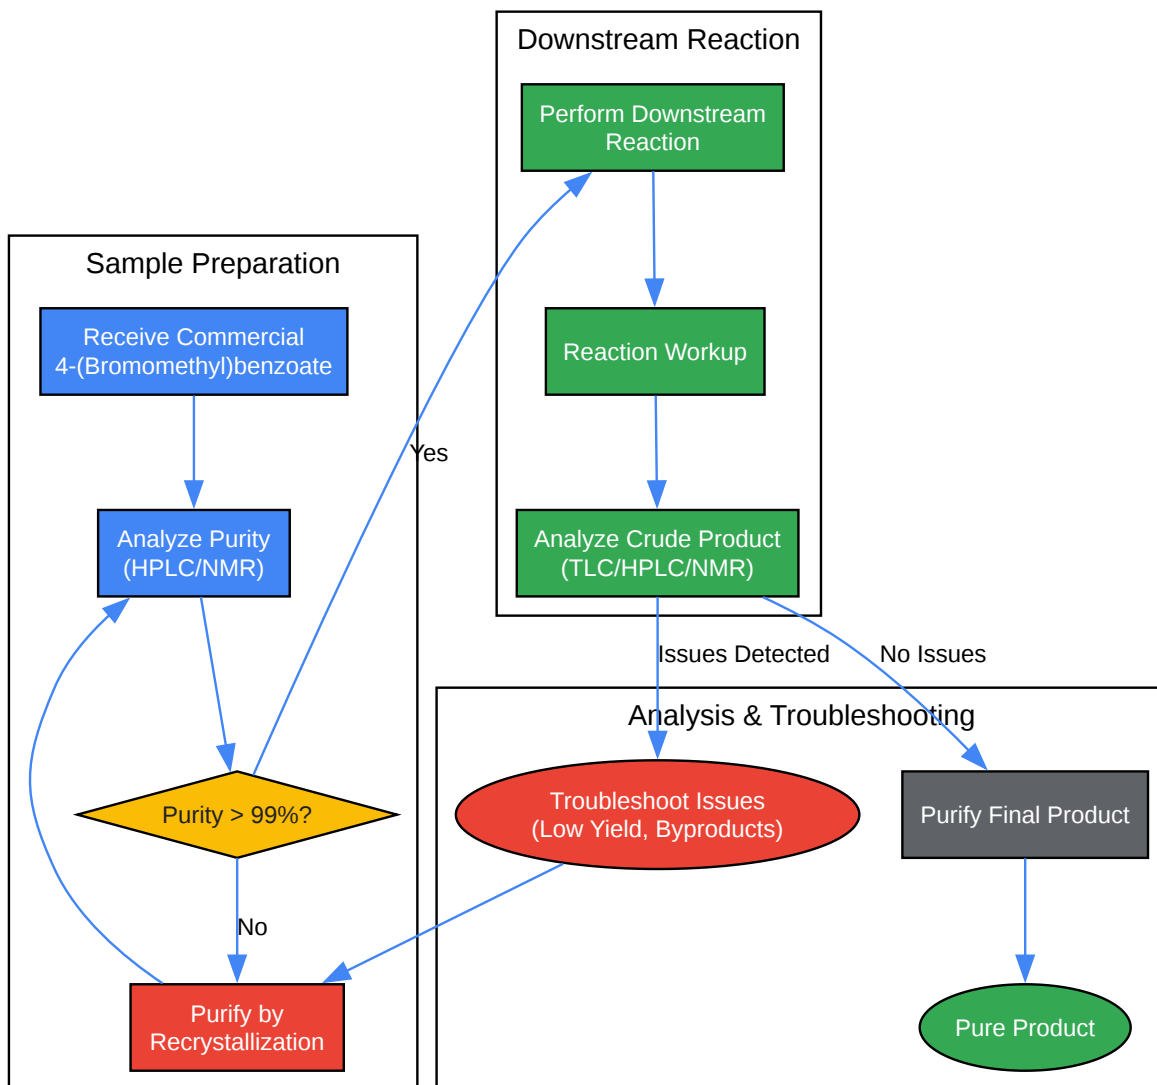 Downstream Reaction
Perform Downstream
Reaction
Sample Preparation
Receive Commercial
4-(Bromomethyl)benzoate
Reaction Workup
Yes
Analyze Purity
(HPLC/NMR)
Analyze Crude Product
(TLC/HPLC/NMR)
Issues Detected
No Issues
Analysis & Troubleshooting
Purity > 99%?
Troubleshoot Issues
(Low Yield, Byproducts)
Purify Final Product
No
Purify by
Recrystallization
Pure Product